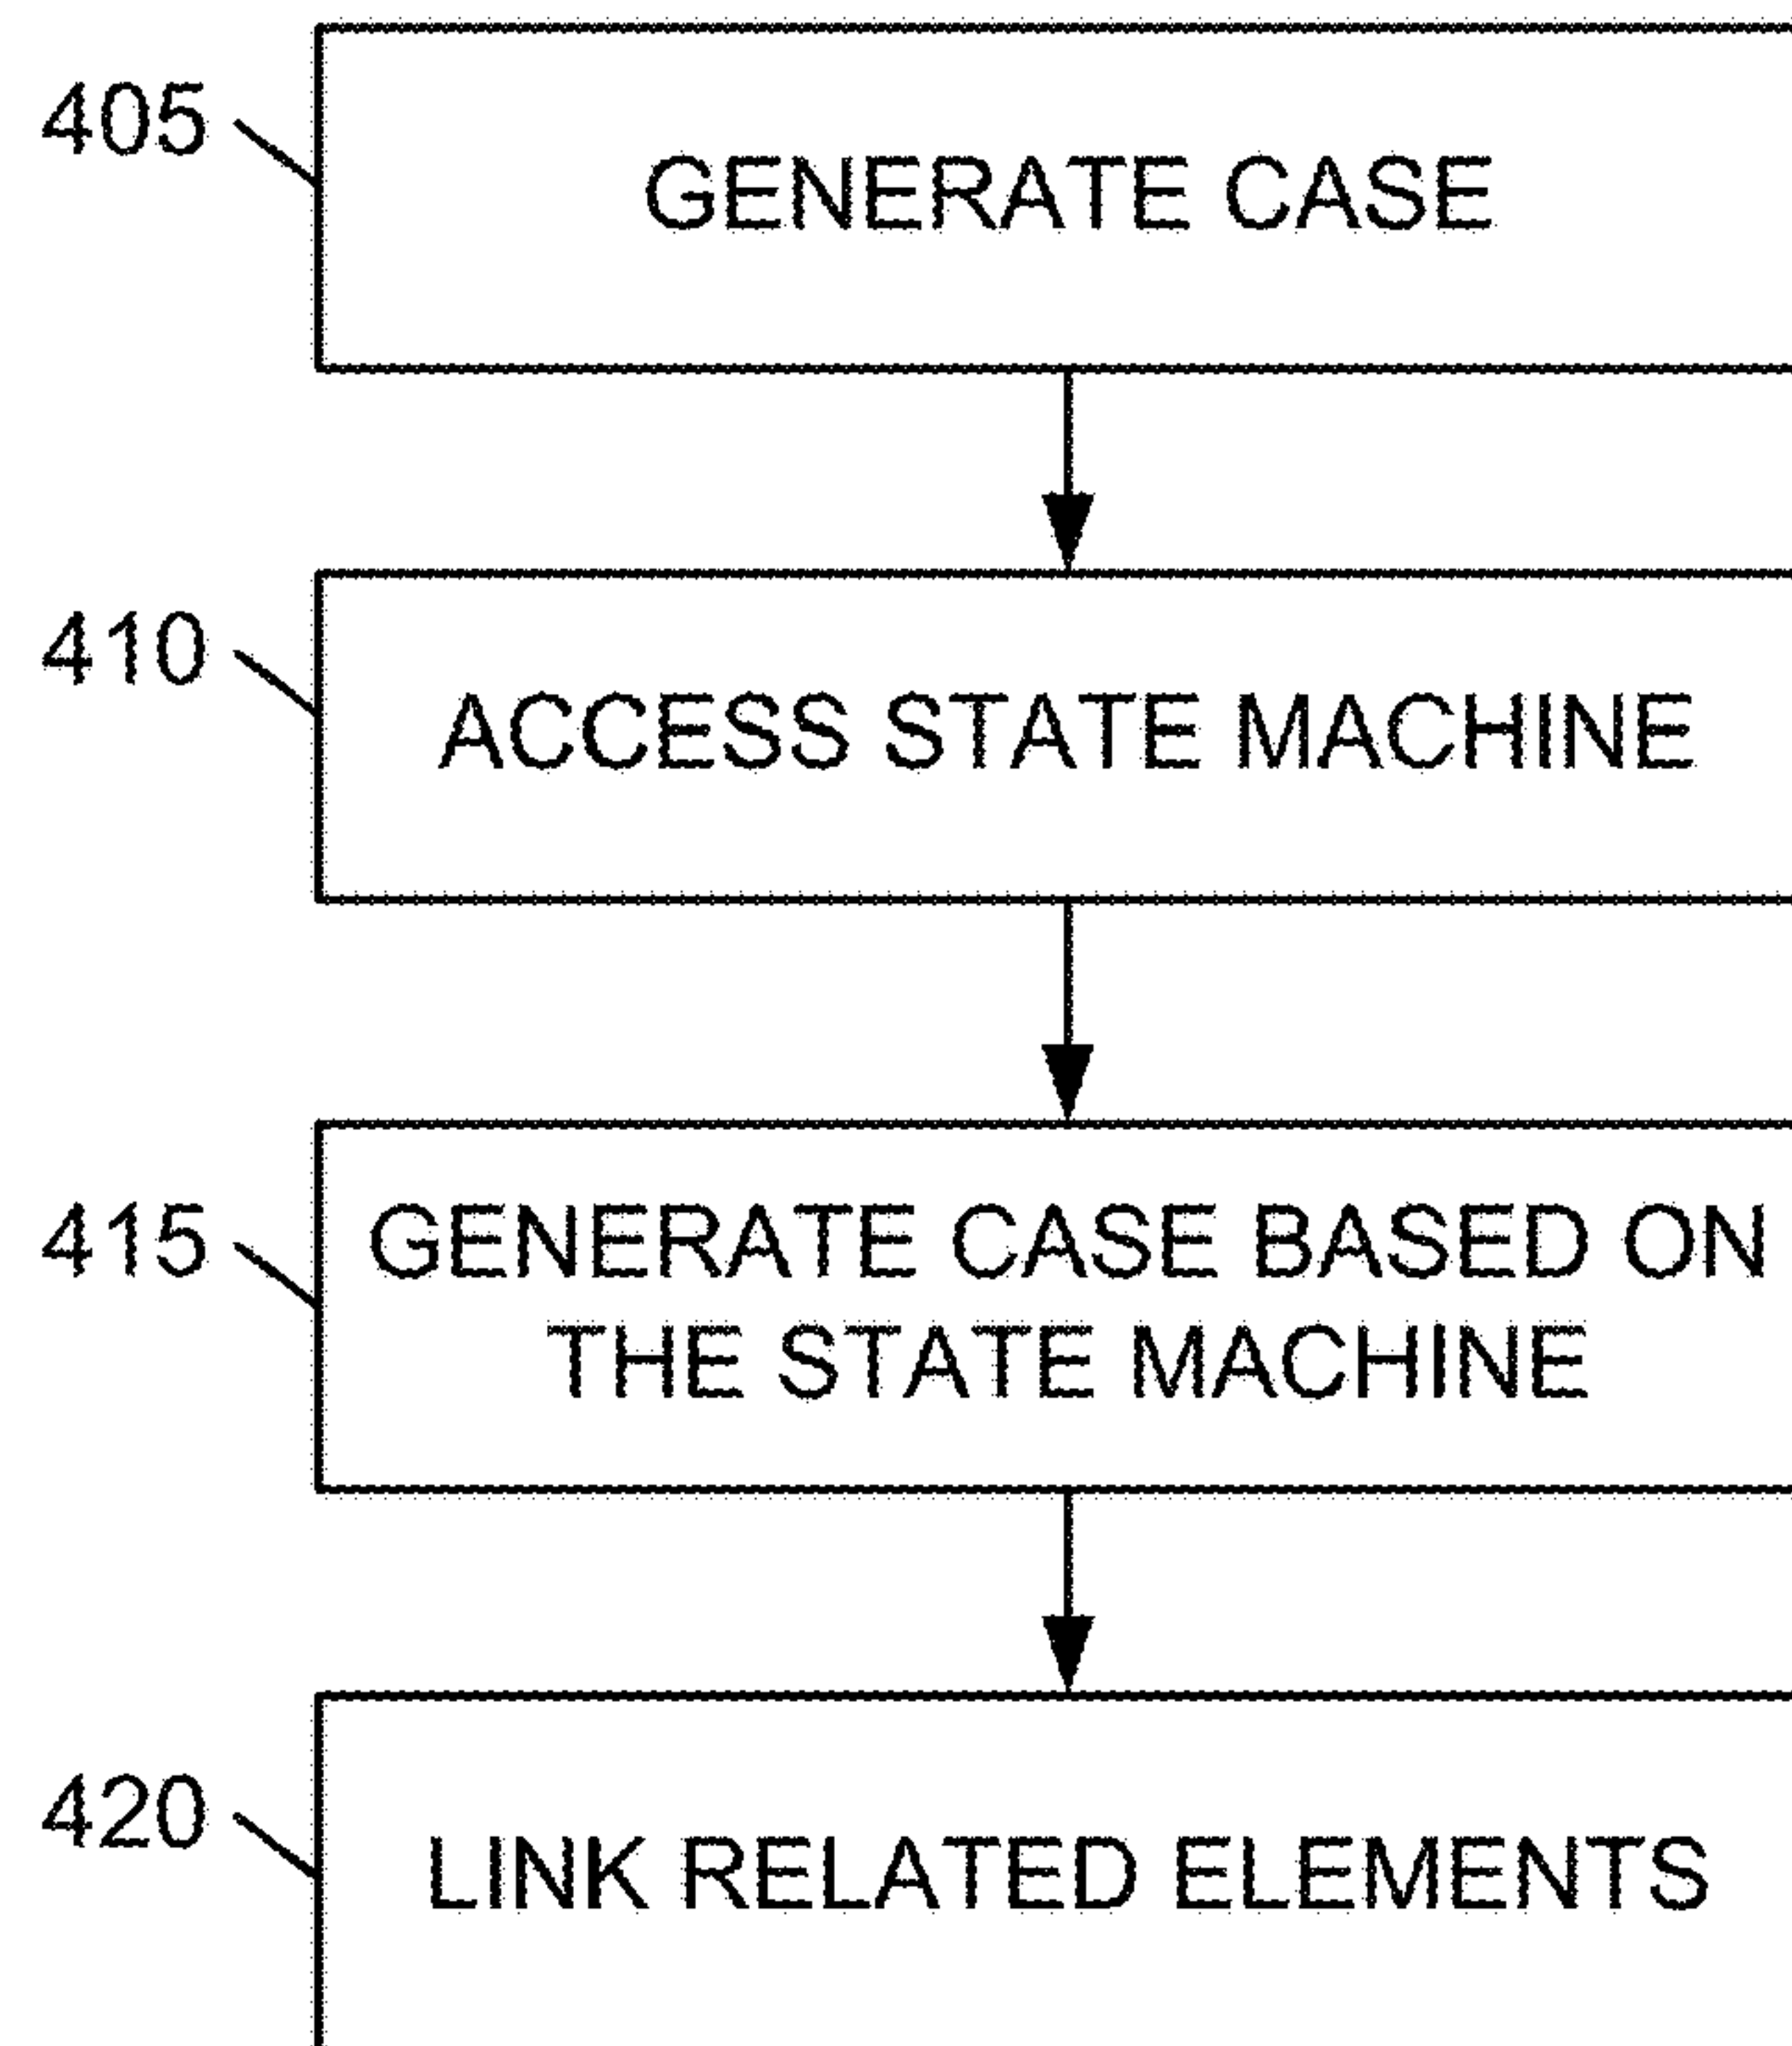 405
GENERATE CASE
410
ACCESS STATE MACHINE
415
GENERATE CASE BASED ON
THE STATE MACHINE
420
LINK RELATED ELEMENTS